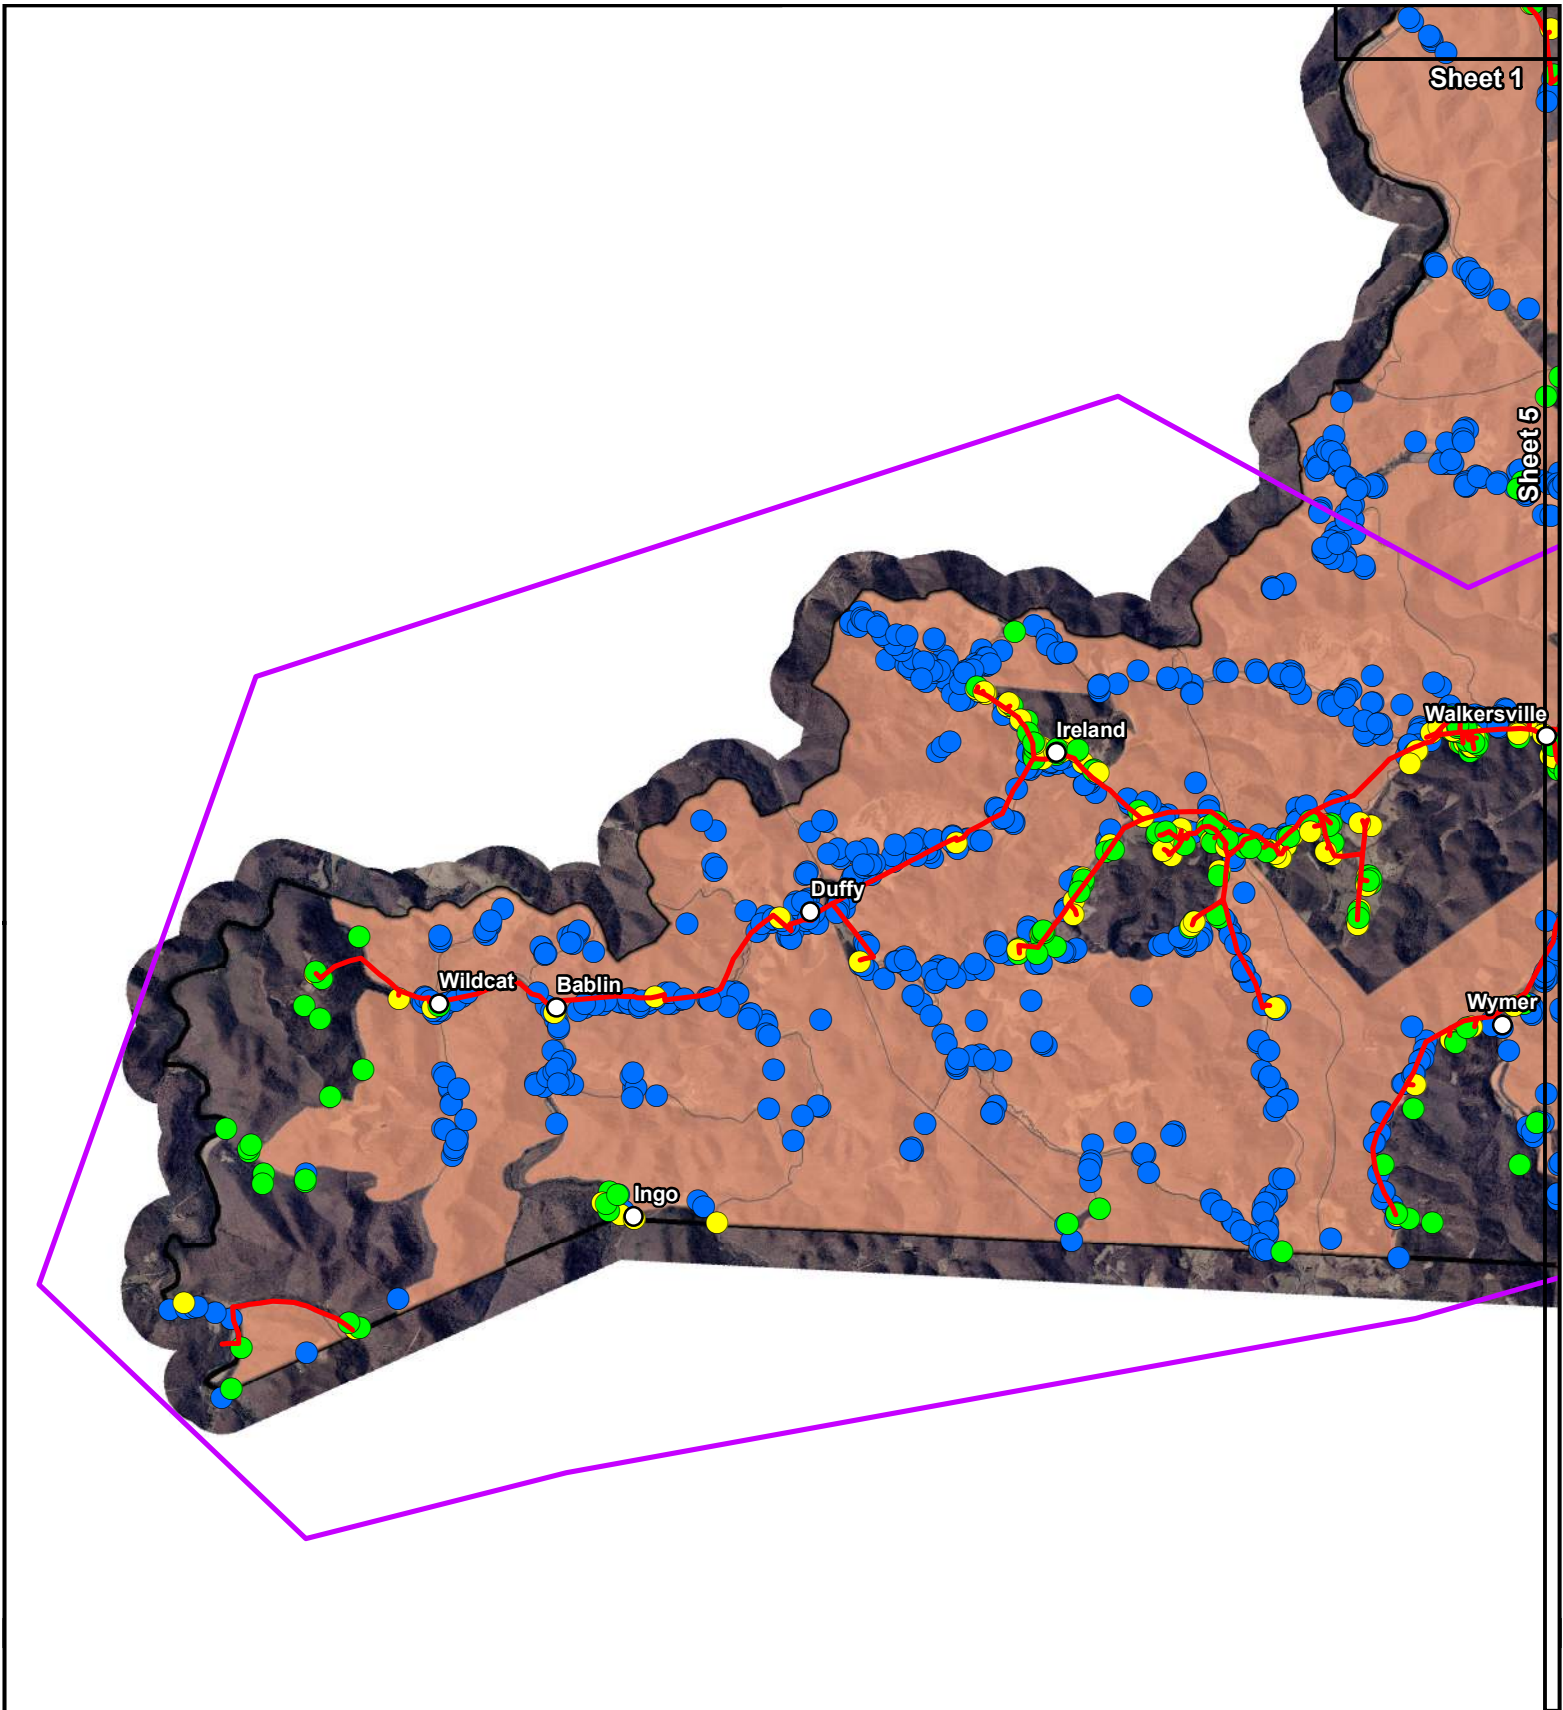 Sheet 1
Sheet 5
Walkersville
Ireland
Duffy
Wildcat
Bablin
Wymer
Ingo